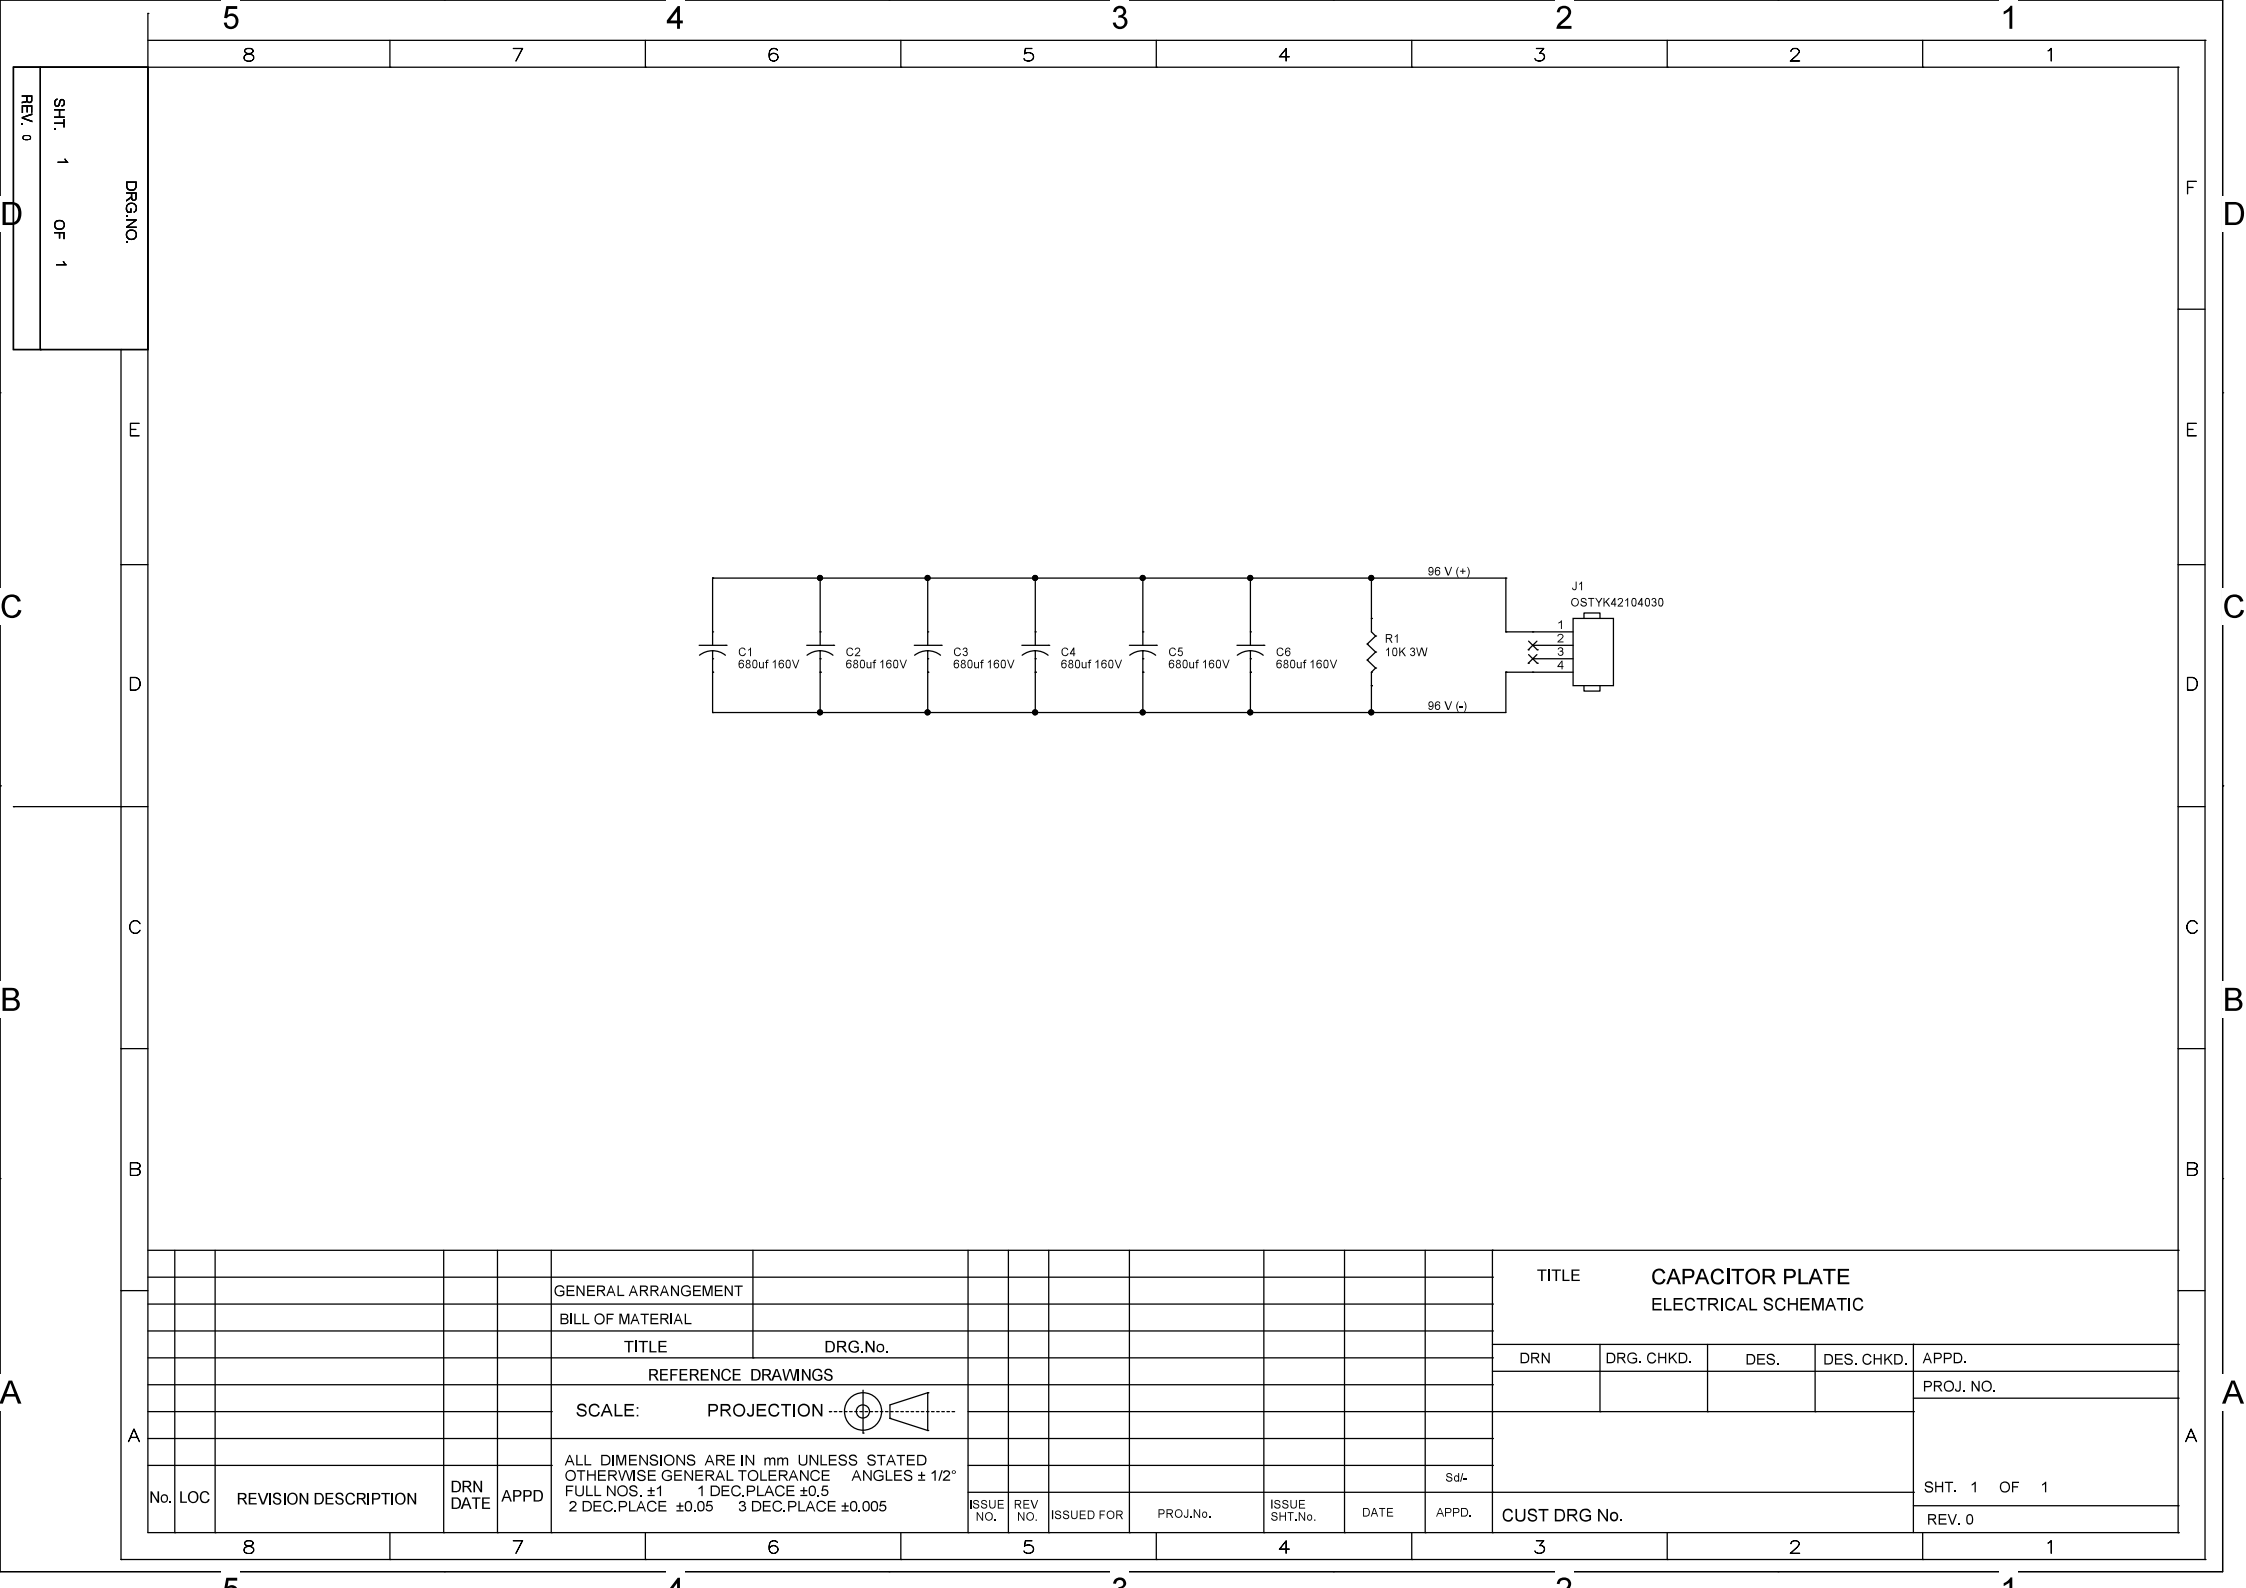 5 4 3 2 1
8 7 6 5 4 3 2 1
DRG.NO.
SHT. 1 OF 1
REV. 0
D
F
D
E
E
96 V (+)
J1
OSTYK42104030
C
C
1
2
3
4
C1
680uf 160V
C2
680uf 160V
C3
680uf 160V
C4
680uf 160V
C5
680uf 160V
C6
680uf 160V
R1
10K 3W
D
D
96 V (-)
C
C
B
B
B
B
GENERAL ARRANGEMENT
BILL OF MATERIAL
TITLE DRG.No.
REFERENCE DRAWINGS
SCALE: PROJECTION
ALL DIMENSIONS ARE IN mm UNLESS STATED
OTHERWISE GENERAL TOLERANCE ANGLES ± 1/2°
FULL NOS. ±1 1 DEC.PLACE ±0.5
2 DEC.PLACE ±0.05 3 DEC.PLACE ±0.005
No. LOC REVISION DESCRIPTION DRN DATE APPD
Sd/-
ISSUE NO. REV NO. ISSUED FOR PROJ.No. ISSUE SHT.No. DATE APPD.
TITLE CAPACITOR PLATE
ELECTRICAL SCHEMATIC
DRN DRG. CHKD. DES. DES. CHKD. APPD.
PROJ. NO.
SHT. 1 OF 1
CUST DRG No.
REV. 0
A
A
A
A
8 7 6 5 4 3 2 1
5 4 3 2 1